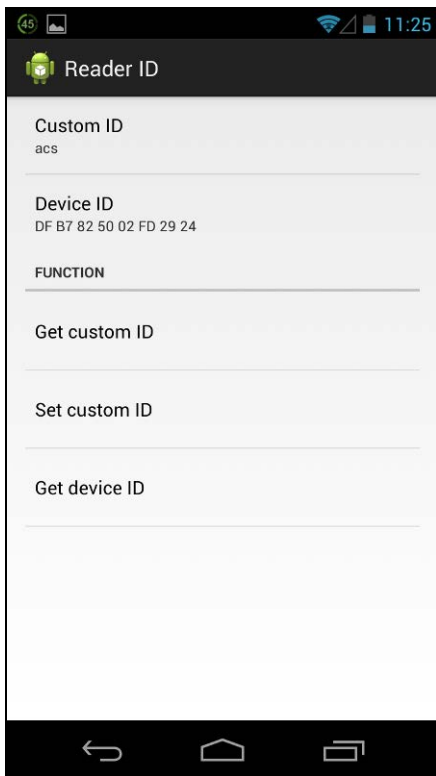 45
11:25
Reader ID
Custom ID
acs
Device ID
DF B7 82 50 02 FD 29 24
FUNCTION
Get custom ID
Set custom ID
Get device ID